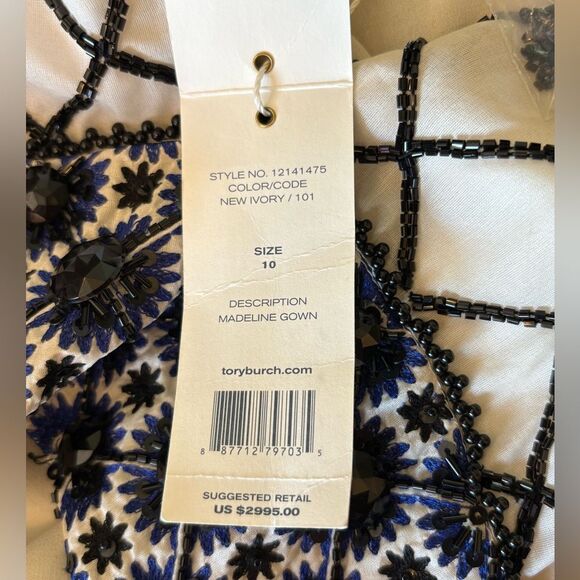 STYLE NO. 12141475
COLOR/CODE
NEW IVORY / 101
SIZE
10
DESCRIPTION
MADELINE GOWN
toryburch.com
8 87712 79703 5
SUGGESTED RETAIL
US $2995.00